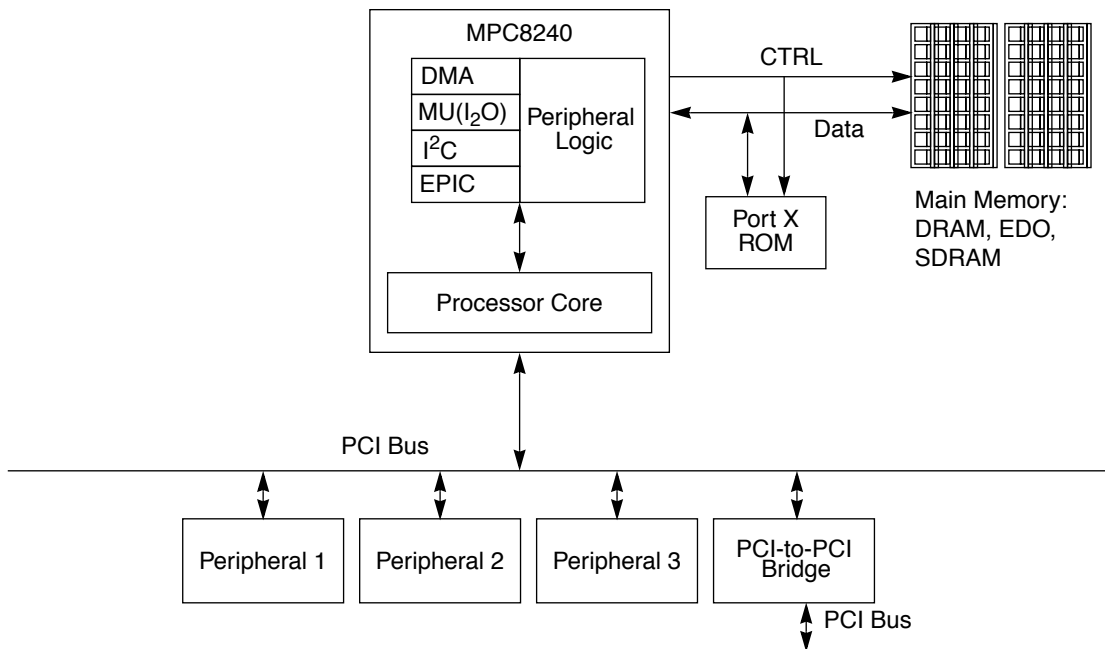 MPC8240
DMA
MU(I₂O)
I²C
EPIC
Peripheral
Logic
Processor Core
CTRL
Data
Port X
ROM
Main Memory:
DRAM, EDO,
SDRAM
PCI Bus
Peripheral 1
Peripheral 2
Peripheral 3
PCI-to-PCI
Bridge
PCI Bus